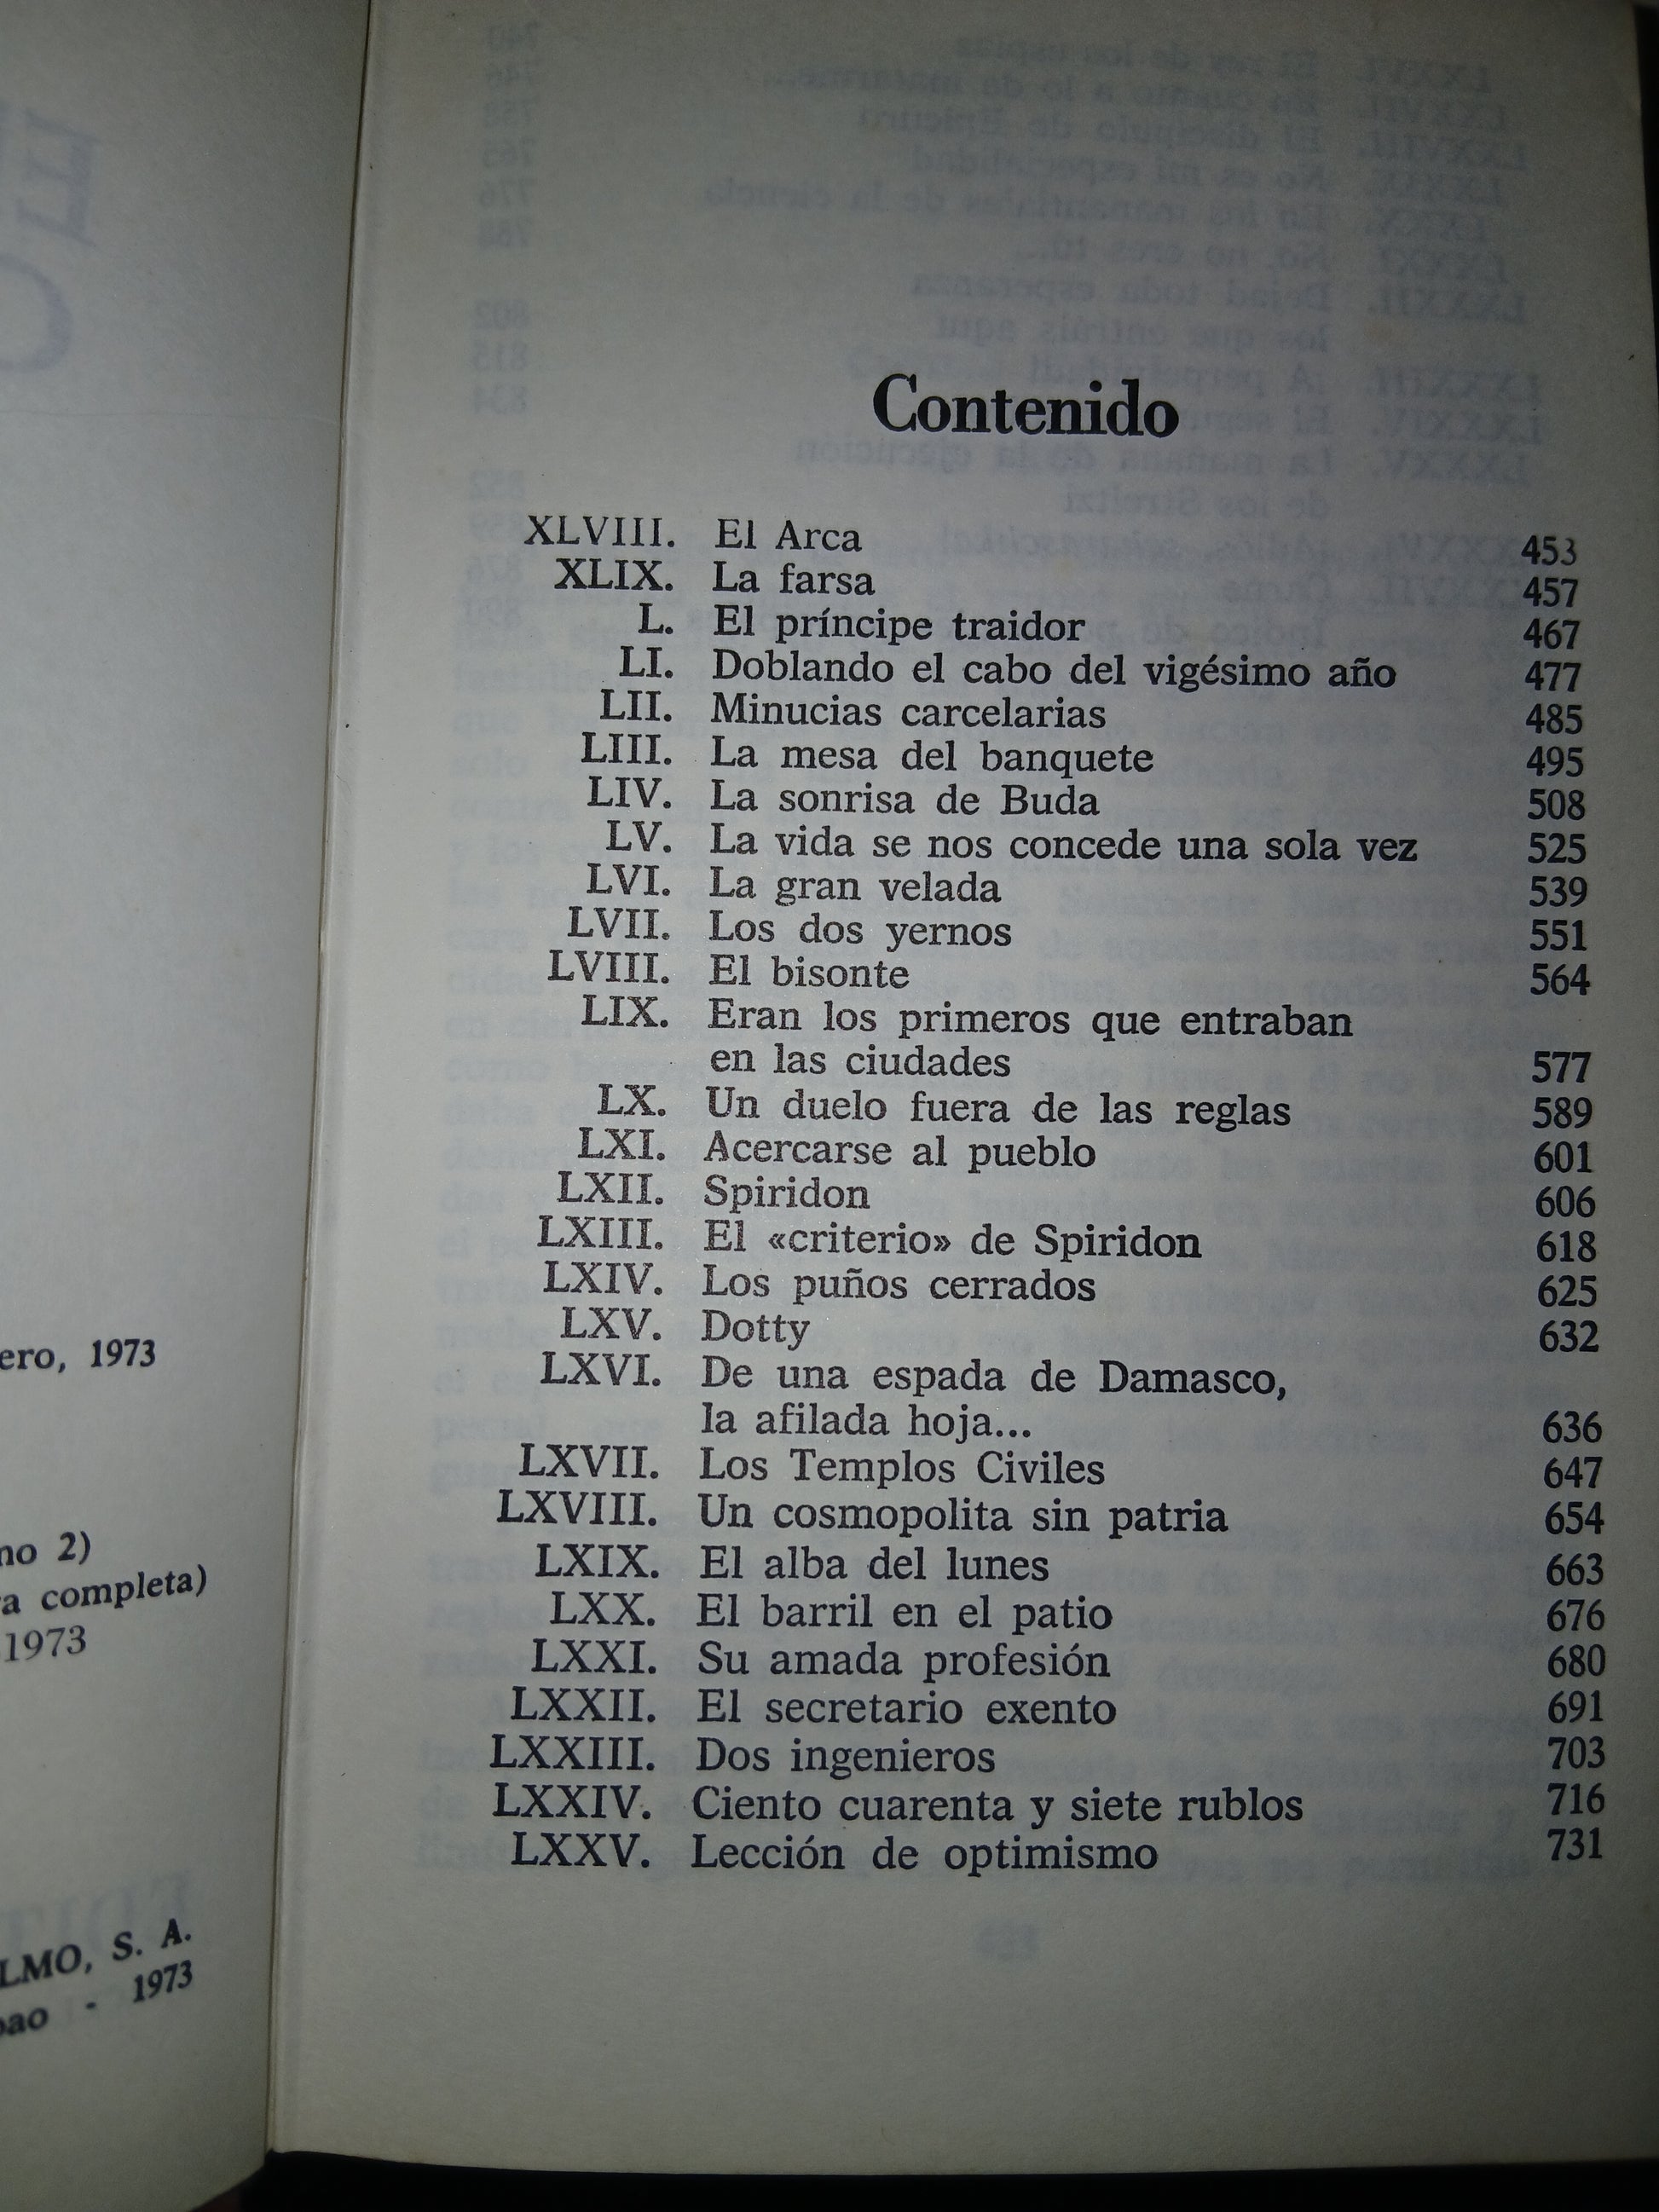 ero, 1973
no 2)
a completa)
1973
LMO, S. A.
bao - 1973
Contenido
XLVIII. El Arca 453
XLIX. La farsa 457
L. El príncipe traidor 467
LI. Doblando el cabo del vigésimo año 477
LII. Minucias carcelarias 485
LIII. La mesa del banquete 495
LIV. La sonrisa de Buda 508
LV. La vida se nos concede una sola vez 525
LVI. La gran velada 539
LVII. Los dos yernos 551
LVIII. El bisonte 564
LIX. Eran los primeros que entraban
en las ciudades 577
LX. Un duelo fuera de las reglas 589
LXI. Acercarse al pueblo 601
LXII. Spiridon 606
LXIII. El «criterio» de Spiridon 618
LXIV. Los puños cerrados 625
LXV. Dotty 632
LXVI. De una espada de Damasco,
la afilada hoja... 636
LXVII. Los Templos Civiles 647
LXVIII. Un cosmopolita sin patria 654
LXIX. El alba del lunes 663
LXX. El barril en el patio 676
LXXI. Su amada profesión 680
LXXII. El secretario exento 691
LXXIII. Dos ingenieros 703
LXXIV. Ciento cuarenta y siete rublos 716
LXXV. Lección de optimismo 731